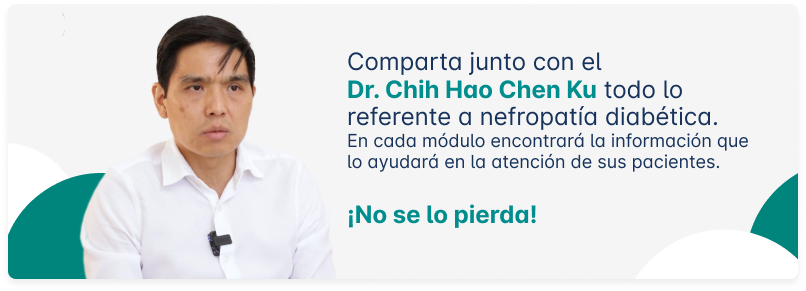 Comparta junto con el
Dr. Chih Hao Chen Ku todo lo
referente a nefropatía diabética.
En cada módulo encontrará la información que
lo ayudará en la atención de sus pacientes.
¡No se lo pierda!